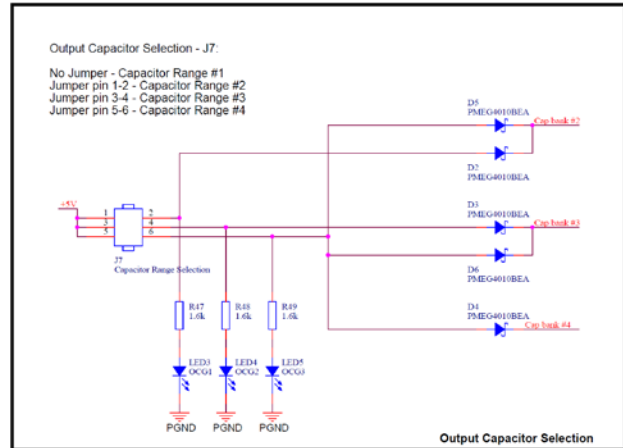 Output Capacitor Selection - J7:
No Jumper - Capacitor Range #1
Jumper pin 1-2 - Capacitor Range #2
Jumper pin 3-4 - Capacitor Range #3
Jumper pin 5-6 - Capacitor Range #4
D5
PMEG4010BEA
Cap bank #2
D2
PMEG4010BEA
+5V
1
2
3
4
5
6
J7
Capacitor Range Selection
D3
PMEG4010BEA
Cap bank #3
D6
PMEG4010BEA
D4
PMEG4010BEA
Cap bank #4
R47
1.6k
R48
1.6k
R49
1.6k
LED3
OCG1
LED4
OCG2
LED5
OCG3
PGND
PGND
PGND
Output Capacitor Selection